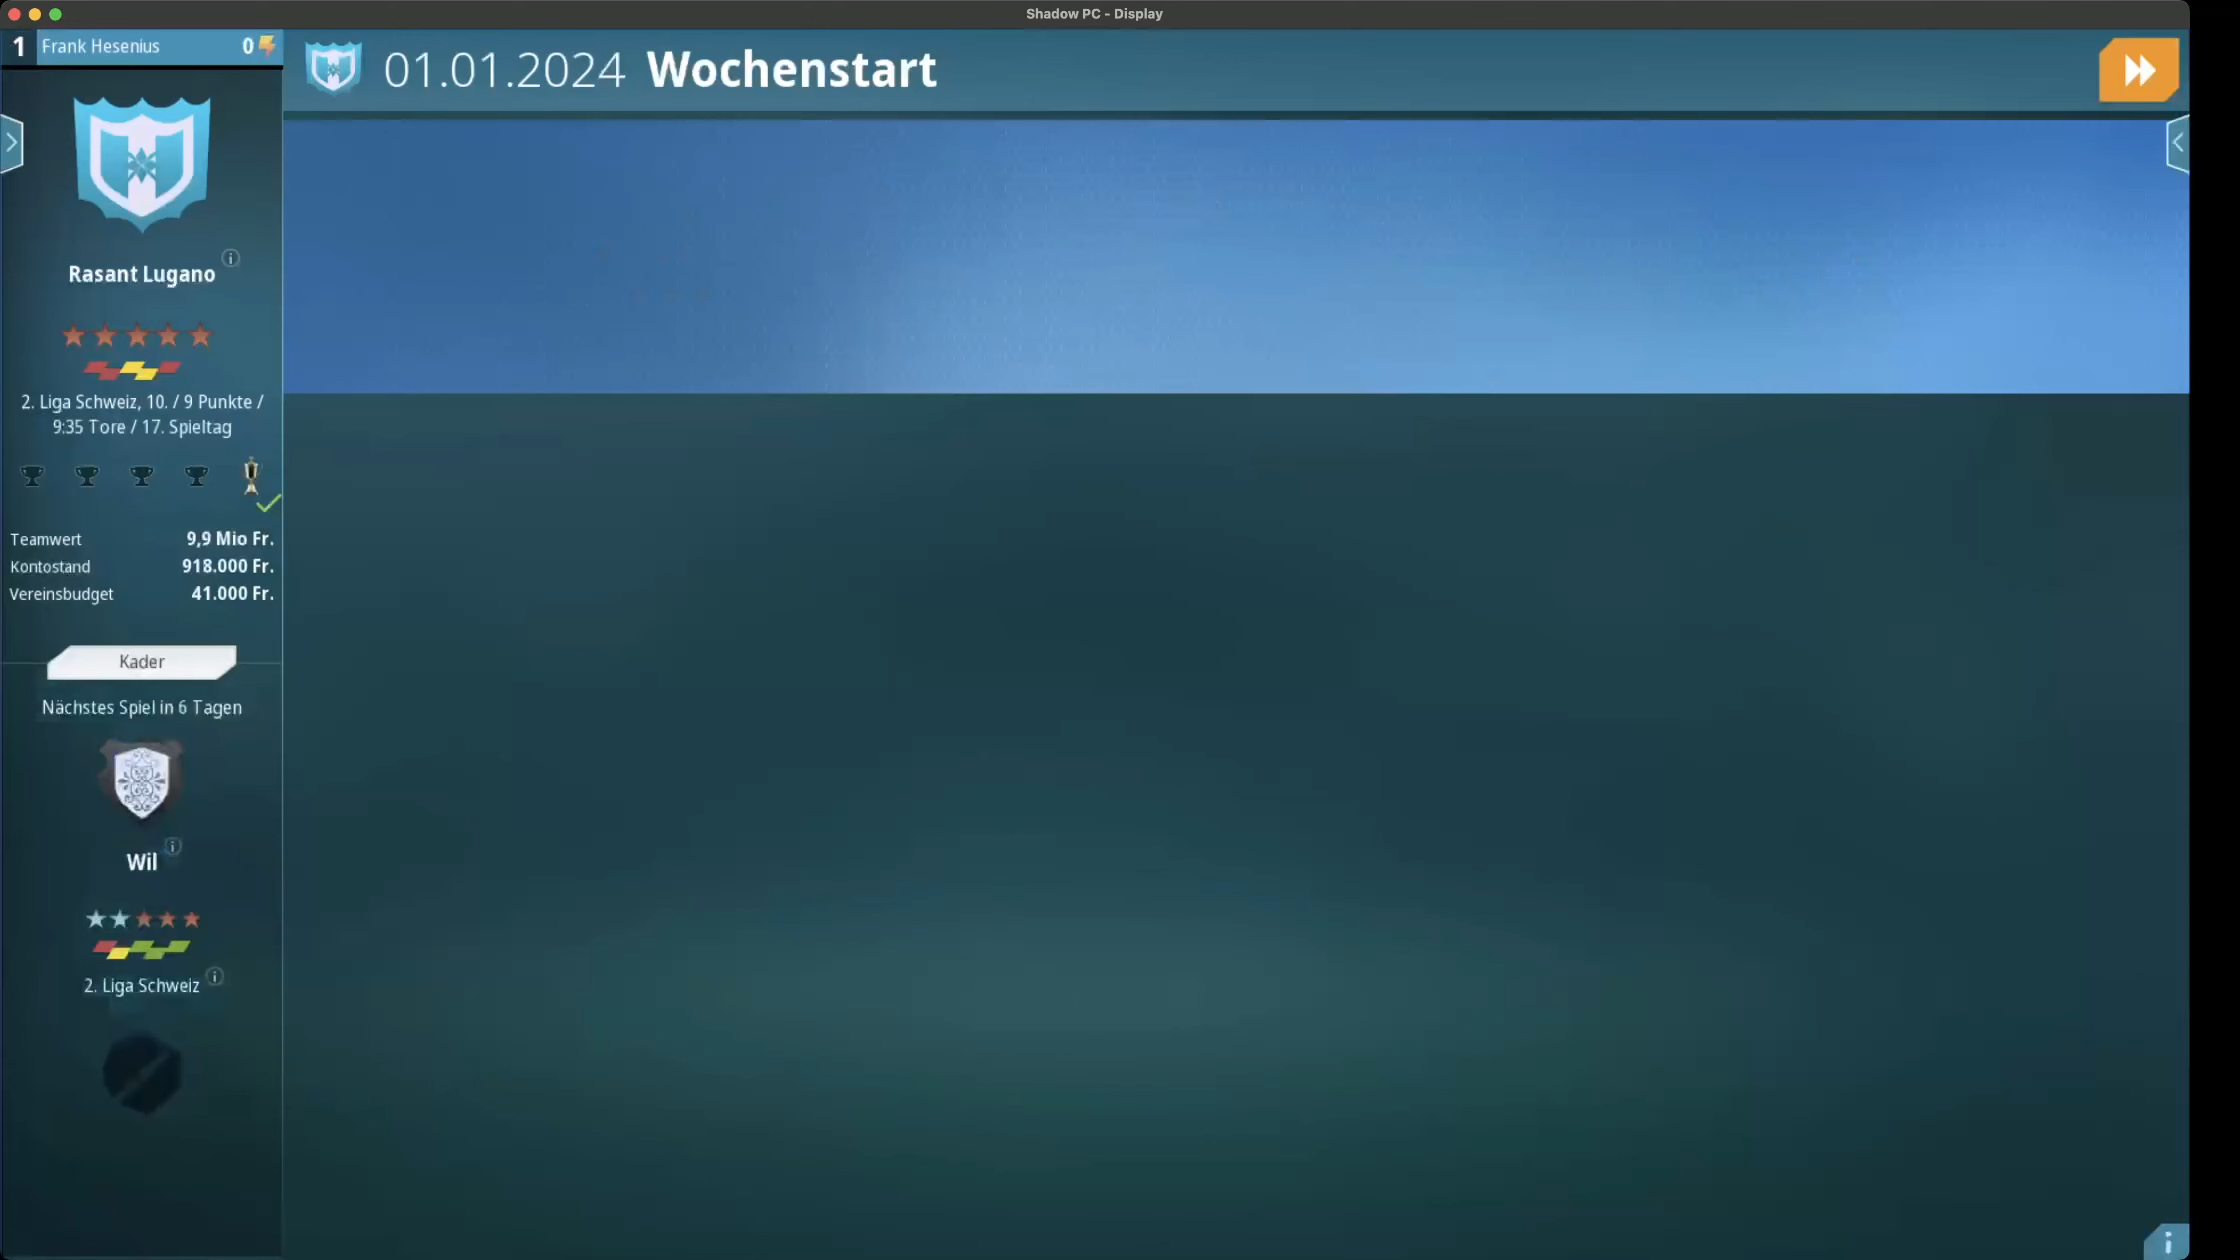 Shadow PC - Display
1 Frank Hesenius 0
01.01.2024 Wochenstart
Rasant Lugano
2. Liga Schweiz, 10. / 9 Punkte /
9:35 Tore / 17. Spieltag
Teamwert 9,9 Mio Fr.
Kontostand 918.000 Fr.
Vereinsbudget 41.000 Fr.
Kader
Nächstes Spiel in 6 Tagen
Wil
2. Liga Schweiz